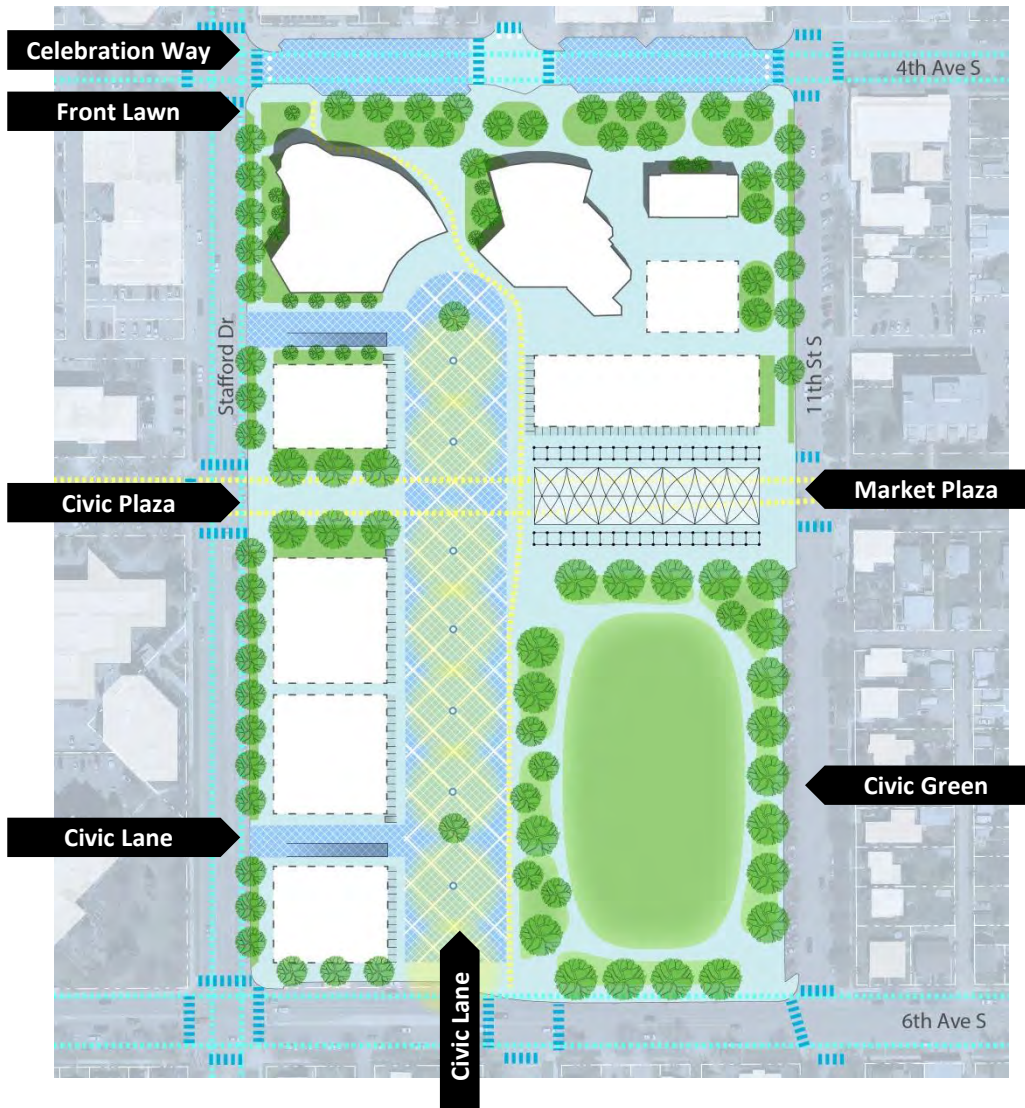 Celebration Way
4th Ave S
Front Lawn
Stafford Dr
11th St S
Civic Plaza
Market Plaza
Civic Green
Civic Lane
Civic Lane
6th Ave S